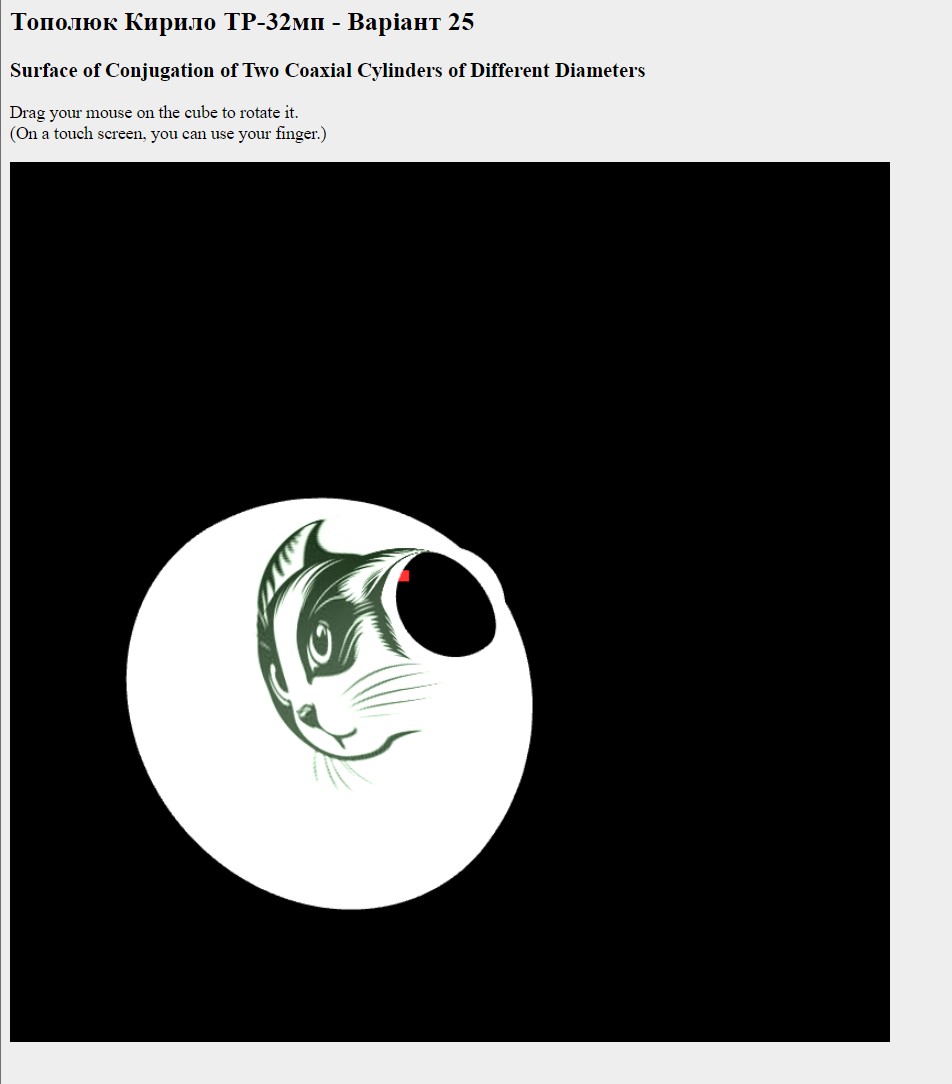 Тополюк Кирило ТР-32мп - Варіант 25
Surface of Conjugation of Two Coaxial Cylinders of Different Diameters
Drag your mouse on the cube to rotate it.
(On a touch screen, you can use your finger.)